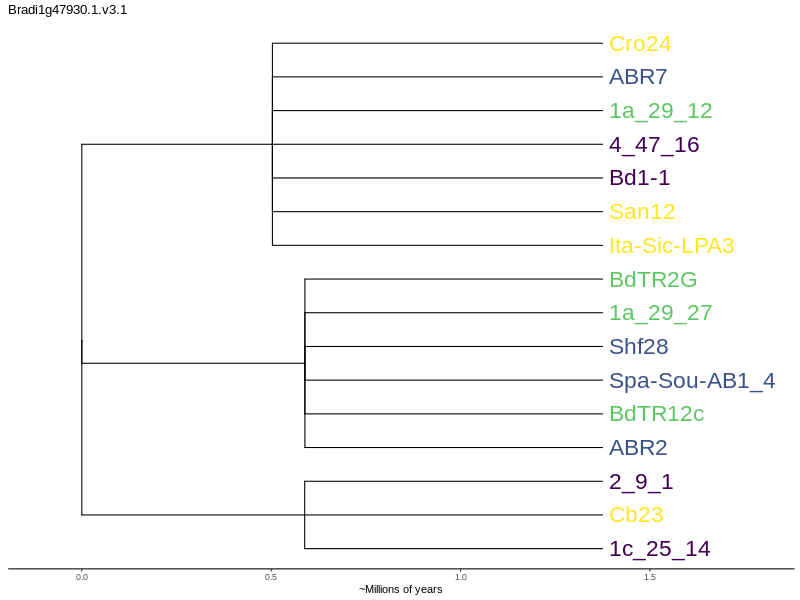 Bradi1g47930.1.v3.1
Cro24
ABR7
1a_29_12
4_47_16
Bd1-1
San12
Ita-Sic-LPA3
BdTR2G
1a_29_27
Shf28
Spa-Sou-AB1_4
BdTR12c
ABR2
2_9_1
Cb23
1c_25_14
0.0 0.5 1.0 1.5
~Millions of years